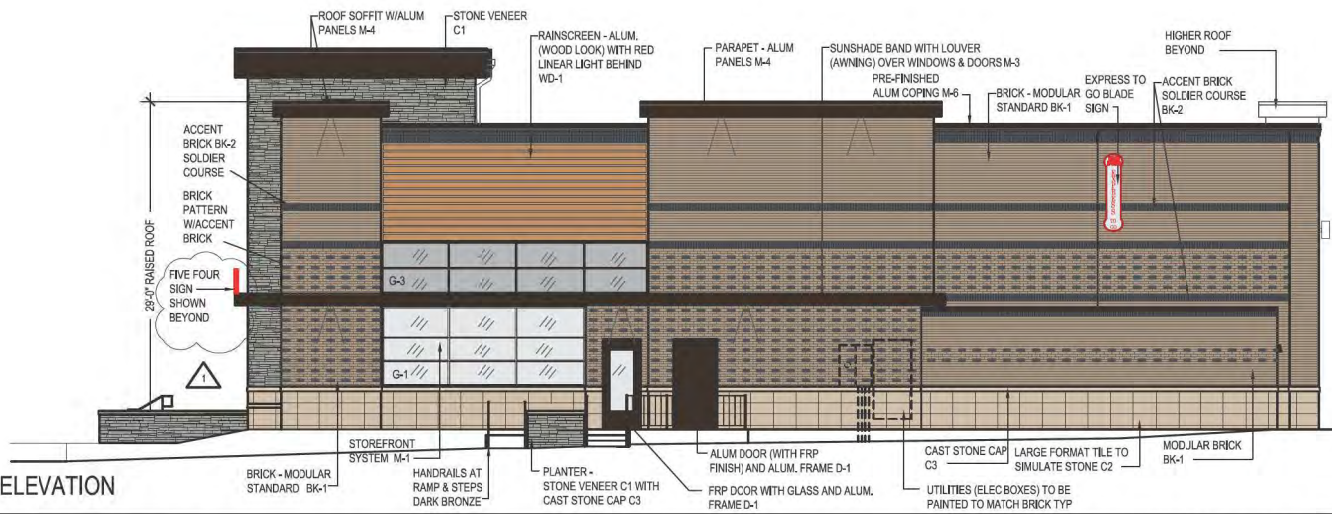 ROOF SOFFIT W/ALUM
PANELS M-4
STONE VENEER
C1
RAINSCREEN - ALUM.
(WOOD LOOK) WITH RED
LINEAR LIGHT BEHIND
WD-1
PARAPET - ALUM
PANELS M-4
SUNSHADE BAND WITH LOUVER
(AWNING) OVER WINDOWS & DOORS M-3
PRE-FINISHED
ALUM COPING M-6
BRICK - MODULAR
STANDARD BK-1
EXPRESS TO
GO BLADE
SIGN
HIGHER ROOF
BEYOND
ACCENT BRICK
SOLDIER COURSE
BK-2
ACCENT
BRICK BK-2
SOLDIER
COURSE
BRICK
PATTERN
W/ACCENT
BRICK
29'-0" RAISED ROOF
FIVE FOUR
SIGN
SHOWN
BEYOND
1
G-3
G-1
ELEVATION
BRICK - MODULAR
STANDARD BK-1
STOREFRONT
SYSTEM M-1
HANDRAILS AT
RAMP & STEPS
DARK BRONZE
PLANTER -
STONE VENEER C1 WITH
CAST STONE CAP C3
ALUM DOOR (WITH FRP
FINISH) AND ALUM. FRAME D-1
FRP DOOR WITH GLASS AND ALUM.
FRAME D-1
CAST STONE CAP
C3
LARGE FORMAT TILE TO
SIMULATE STONE C2
UTILITIES (ELEC BOXES) TO BE
PAINTED TO MATCH BRICK TYP
MODULAR BRICK
BK-1